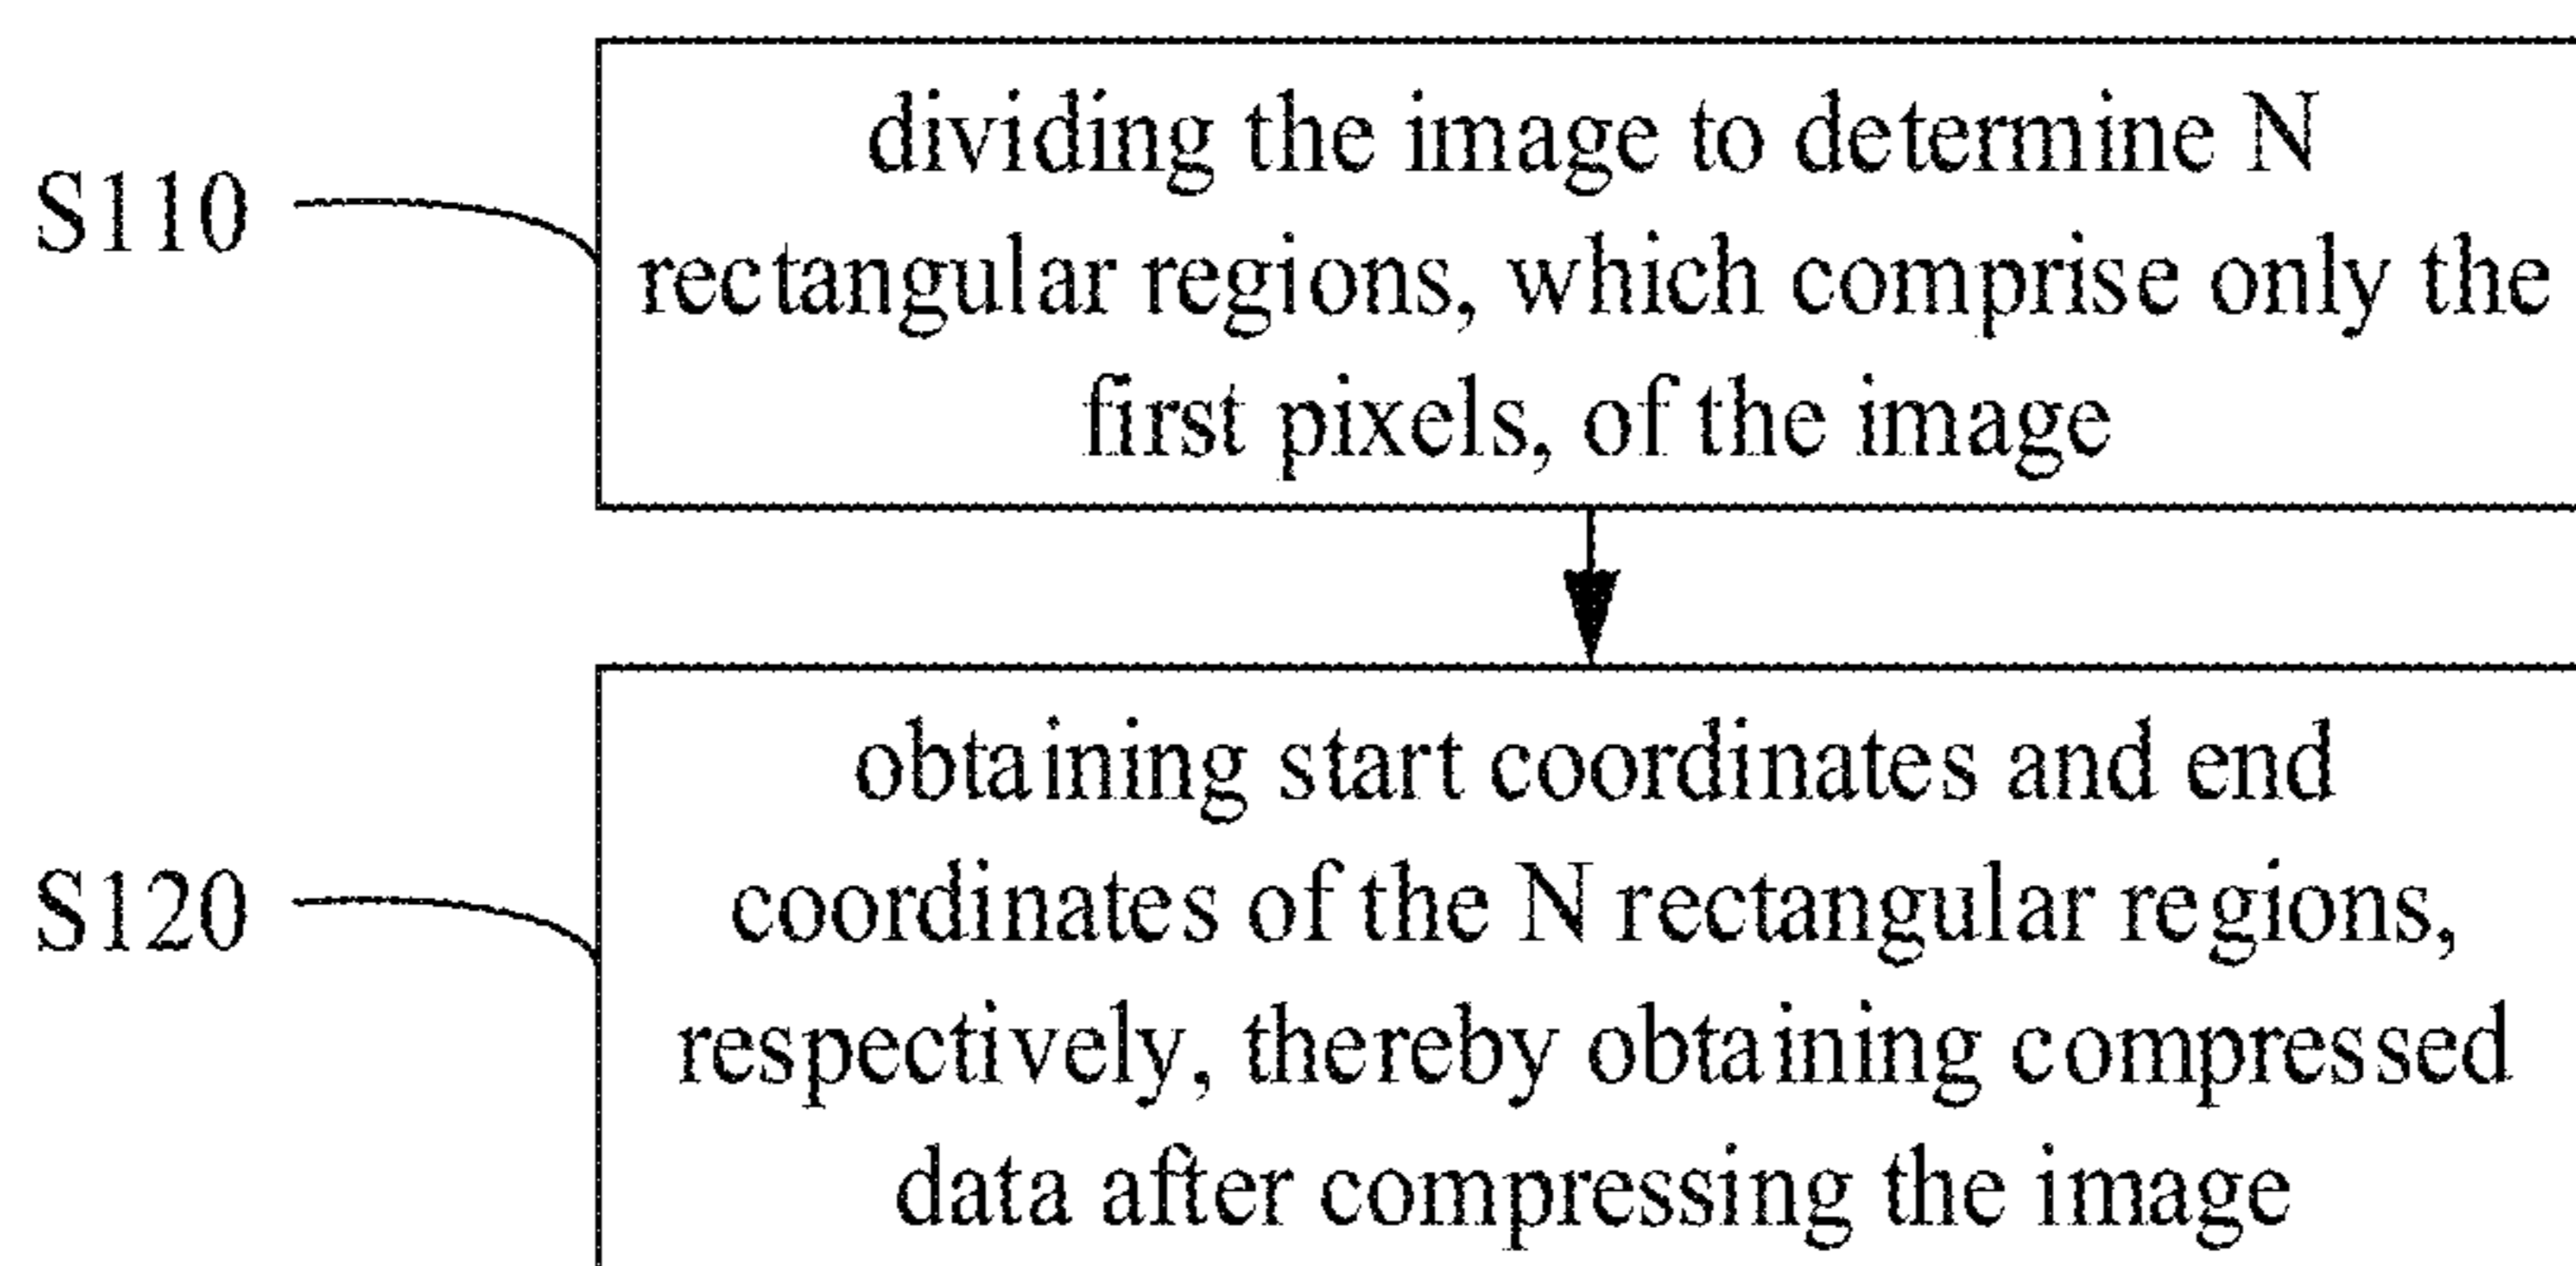 dividing the image to determine N
S110
rectangular regions, which comprise only the
first pixels, of the image
obtaining start coordinates and end
S120
coordinates of the N rectangular regions,
respectively, thereby obtaining compressed
data after compressing the image